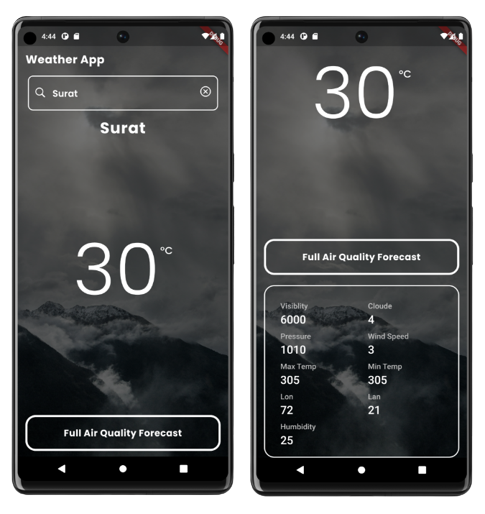 4:44
Weather App
Surat
Surat
30 °C
Full Air Quality Forecast
4:44
30 °C
Full Air Quality Forecast
Visiblity Cloude
6000 4
Pressure Wind Speed
1010 3
Max Temp Min Temp
305 305
Lon Lan
72 21
Humbidity
25